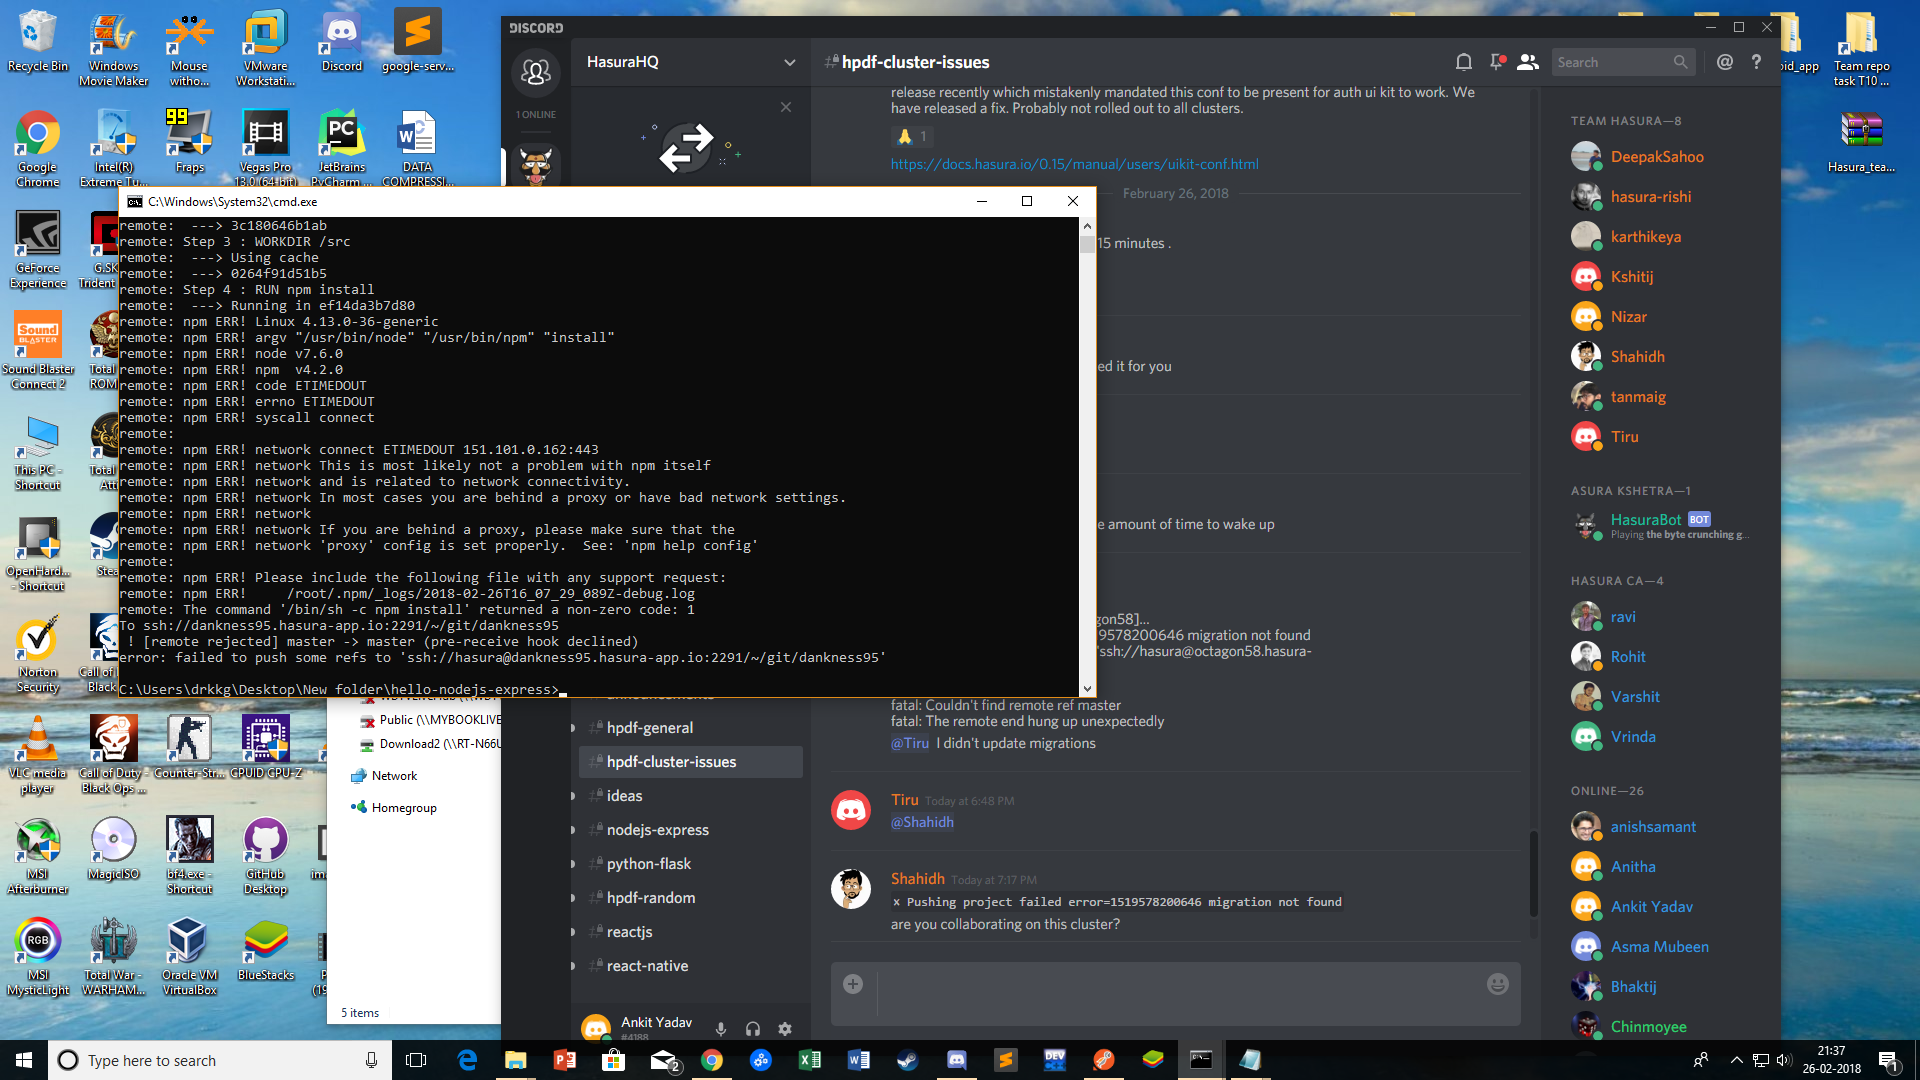 Recycle Bin
Windows Movie Maker
Mouse witho...
VMware Workstati...
Discord
google-serv...
Google Chrome
Intel(R) Extreme Tu...
Fraps
Vegas Pro 13.0 (64-bit)
JetBrains PyCharm ...
DATA COMPRESSI...
GeForce Experience
G.SK
Trident
Sound Blaster Connect 2
Total
ROM
This PC - Shortcut
Total
Att
OpenHard... - Shortcut
Stea
Norton Security
Call of
Black
VLC media player
Call of Duty - Black Ops ...
Counter-Str...
CPUID CPU-Z
MSI Afterburner
MagicISO
bf4.exe - Shortcut
GitHub Desktop
MSI MysticLight
Total War - WARHAM...
Oracle VM VirtualBox
BlueStacks
oid_app
Team repo task T10 ...
Hasura_tea...
C:\Windows\System32\cmd.exe
remote:  ---> 3c180646b1ab
remote: Step 3 : WORKDIR /src
remote:  ---> Using cache
remote:  ---> 0264f91d51b5
remote: Step 4 : RUN npm install
remote:  ---> Running in ef14da3b7d80
remote: npm ERR! Linux 4.13.0-36-generic
remote: npm ERR! argv "/usr/bin/node" "/usr/bin/npm" "install"
remote: npm ERR! node v7.6.0
remote: npm ERR! npm  v4.2.0
remote: npm ERR! code ETIMEDOUT
remote: npm ERR! errno ETIMEDOUT
remote: npm ERR! syscall connect
remote:
remote: npm ERR! network connect ETIMEDOUT 151.101.0.162:443
remote: npm ERR! network This is most likely not a problem with npm itself
remote: npm ERR! network and is related to network connectivity.
remote: npm ERR! network In most cases you are behind a proxy or have bad network settings.
remote: npm ERR! network
remote: npm ERR! network If you are behind a proxy, please make sure that the
remote: npm ERR! network 'proxy' config is set properly.  See: 'npm help config'
remote:
remote: npm ERR! Please include the following file with any support request:
remote: npm ERR!     /root/.npm/_logs/2018-02-26T16_07_29_089Z-debug.log
remote: The command '/bin/sh -c npm install' returned a non-zero code: 1
To ssh://dankness95.hasura-app.io:2291/~/git/dankness95
 ! [remote rejected] master -> master (pre-receive hook declined)
error: failed to push some refs to 'ssh://hasura@dankness95.hasura-app.io:2291/~/git/dankness95'
C:\Users\drkkg\Desktop\New folder\hello-nodejs-express>
Public (\\MYBOOKLIVE
Download2 (\\RT-N66U
Network
Homegroup
5 items
DISCORD
1 ONLINE
HasuraHQ
hpdf-general
hpdf-cluster-issues
ideas
nodejs-express
python-flask
hpdf-random
reactjs
react-native
Ankit Yadav
#4188
#hpdf-cluster-issues
Search
release recently which mistakenly mandated this conf to be present for auth ui kit to work. We
have released a fix. Probably not rolled out to all clusters.
1
https://docs.hasura.io/0.15/manual/users/uikit-conf.html
February 26, 2018
15 minutes .
ed it for you
e amount of time to wake up
gon58]...
9578200646 migration not found
'ssh://hasura@octagon58.hasura-
fatal: Couldn't find remote ref master
fatal: The remote end hung up unexpectedly
@Tiru I didn't update migrations
Tiru Today at 6:48 PM
@Shahidh
Shahidh Today at 7:17 PM
x Pushing project failed error=1519578200646 migration not found
are you collaborating on this cluster?
TEAM HASURA—8
DeepakSahoo
hasura-rishi
karthikeya
Kshitij
Nizar
Shahidh
tanmaig
Tiru
ASURA KSHETRA—1
HasuraBot BOT
Playing the byte crunching g...
HASURA CA—4
ravi
Rohit
Varshit
Vrinda
ONLINE—26
anishsamant
Anitha
Ankit Yadav
Asma Mubeen
Bhaktij
Chinmoyee
Type here to search
2
21:37
26-02-2018
1